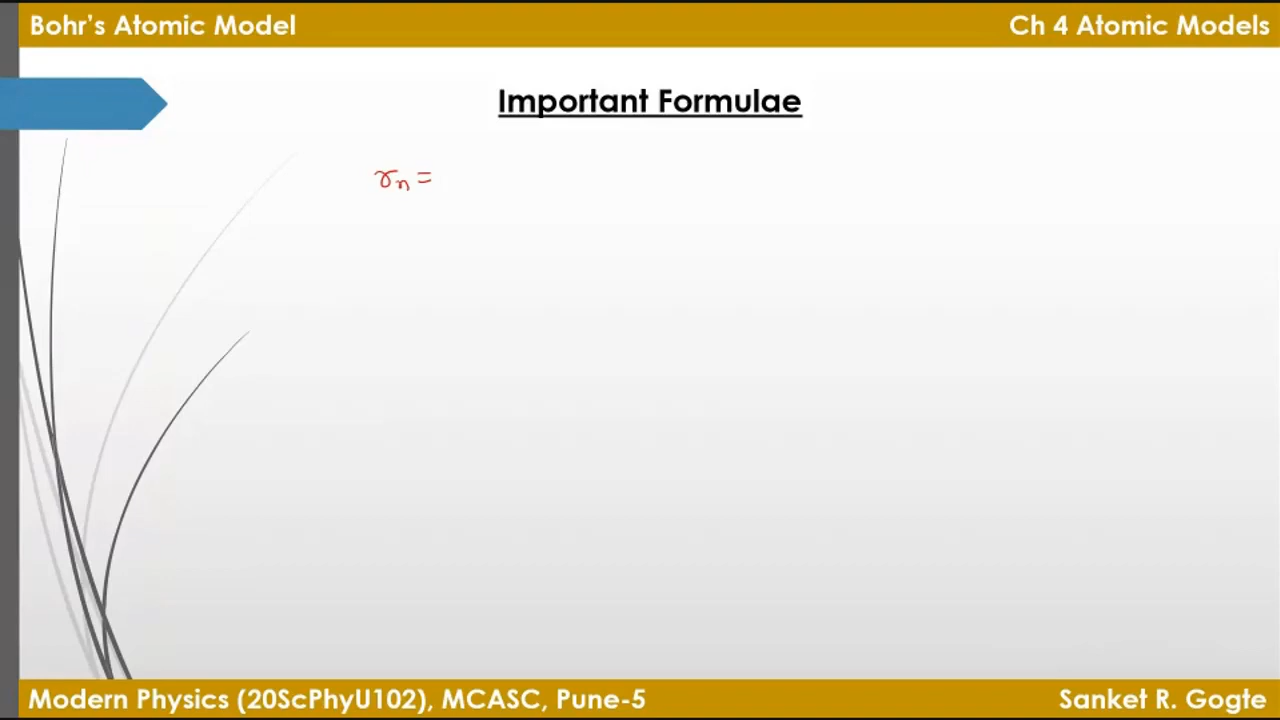 Bohr's Atomic Model
Ch 4 Atomic Models
Important Formulae
rₙ =
Modern Physics (20ScPhyU102), MCASC, Pune-5
Sanket R. Gogte